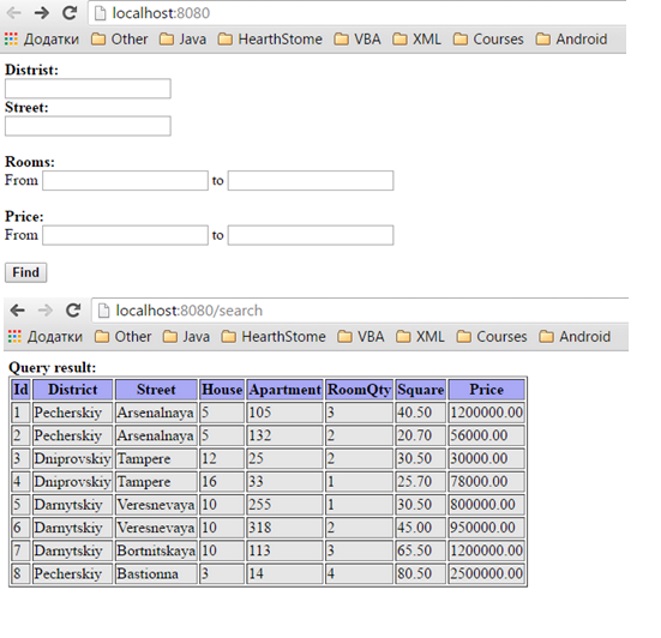 localhost:8080
Додатки Other Java HearthStome VBA XML Courses Android
Distrist:
Street:
Rooms:
From to
Price:
From to
Find
localhost:8080/search
Додатки Other Java HearthStome VBA XML Courses Android
Query result:
Id District Street House Apartment RoomQty Square Price
1 Pecherskiy Arsenalnaya 5 105 3 40.50 1200000.00
2 Pecherskiy Arsenalnaya 5 132 2 20.70 56000.00
3 Dniprovskiy Tampere 12 25 2 30.50 30000.00
4 Dniprovskiy Tampere 16 33 1 25.70 78000.00
5 Darnytskiy Veresnevaya 10 255 1 30.50 800000.00
6 Darnytskiy Veresnevaya 10 318 2 45.00 950000.00
7 Darnytskiy Bortnitskaya 10 113 3 65.50 1200000.00
8 Pecherskiy Bastionna 3 14 4 80.50 2500000.00